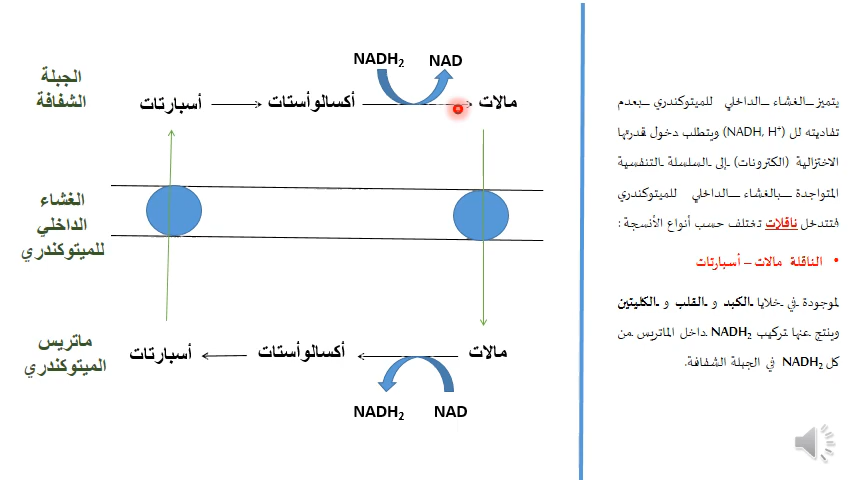 يتميز الغشاء الداخلي للميتوكندري بعدم
نفاذيته لل (NADH, H⁺) ويتطلب دخول قدرتها
الاختزالية (الكترونات) إلى السلسلة التنفسية
المتواجدة بالغشاء الداخلي للميتوكندري
فتتدخل ناقلات تختلف حسب أنواع الأنسجة :
• الناقلة مالات – أسبارتات
لموجودة في خلايا الكبد و القلب و الكليتين
وينتج عنها تركيب NADH₂ داخل الماتريس من
كل NADH₂ في الجبلة الشفافة.
NADH₂ NAD
الجبلة
الشفافة
مالات أكسالوأستات أسبارتات
الغشاء
الداخلي
للميتوكندري
ماتريس
الميتوكندري
مالات أكسالوأستات أسبارتات
NADH₂ NAD